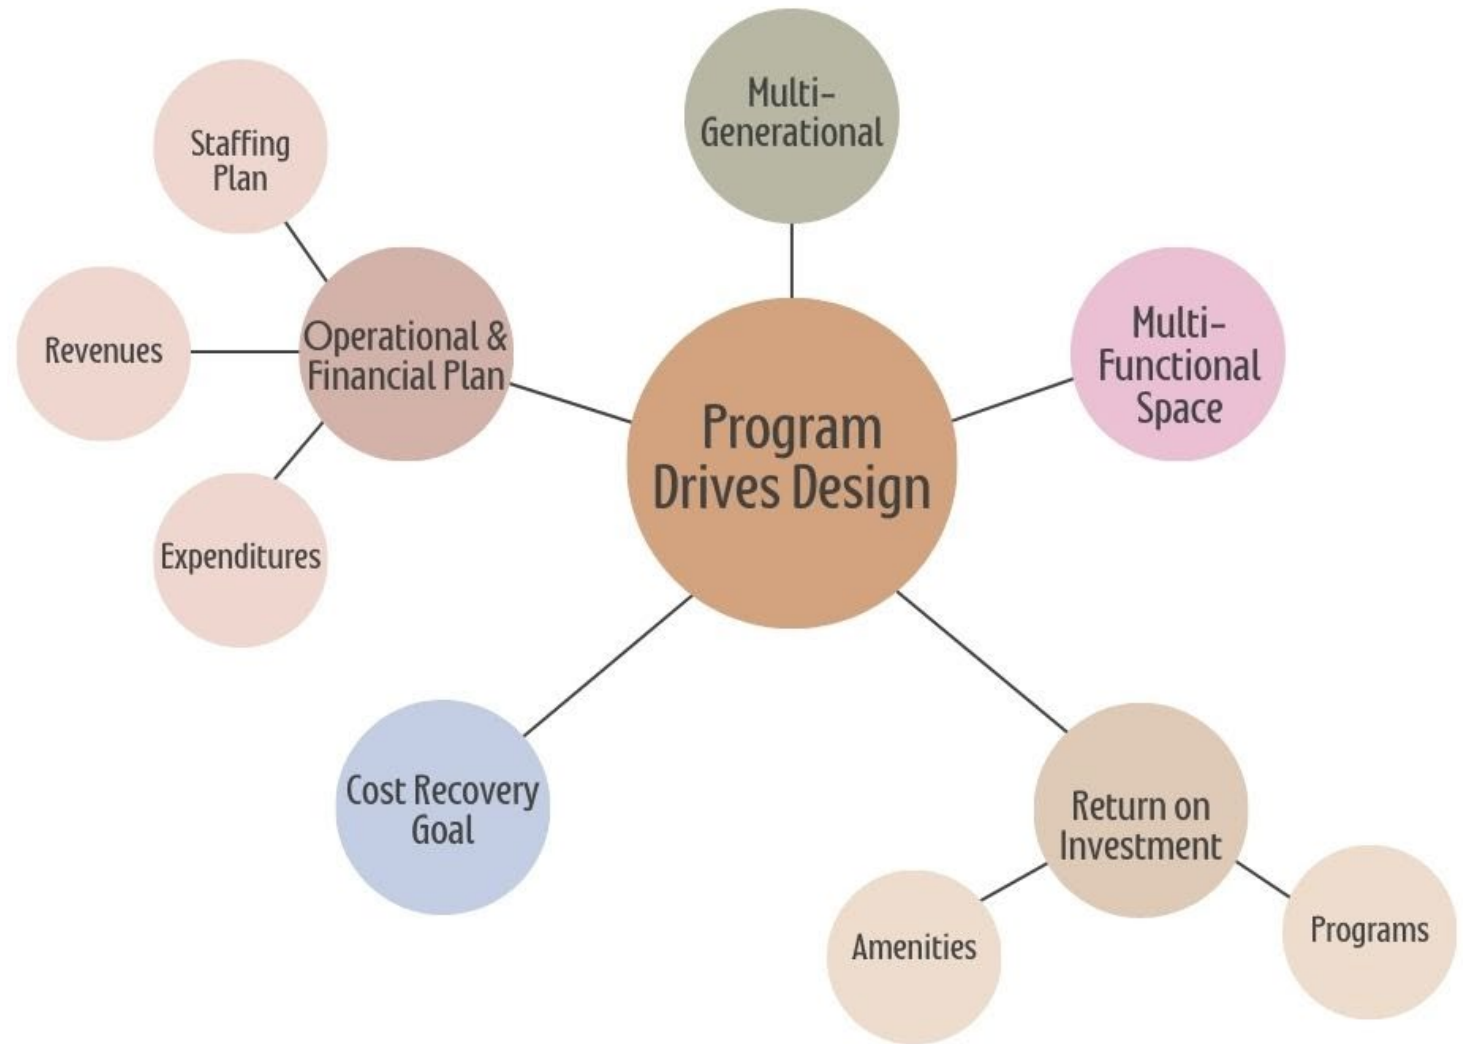 Multi-
Generational
Staffing
Plan
Operational &
Financial Plan
Revenues
Expenditures
Multi-
Functional
Space
Program
Drives Design
Cost Recovery
Goal
Return on
Investment
Amenities
Programs